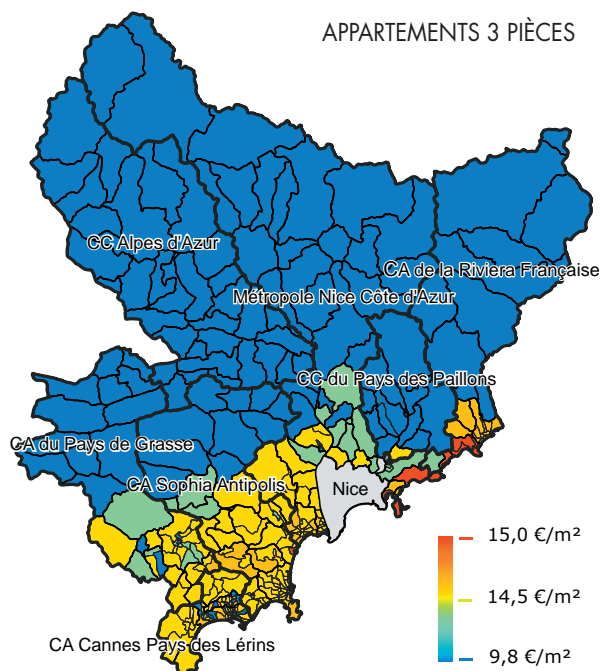 APPARTEMENTS 3 PIÈCES
CC Alpes d'Azur
CA de la Riviera Française
Métropole Nice Côte d'Azur
CC du Pays des Paillons
CA du Pays de Grasse
CA Sophia Antipolis
Nice
15,0 €/m²
14,5 €/m²
CA Cannes Pays des Lérins
9,8 €/m²